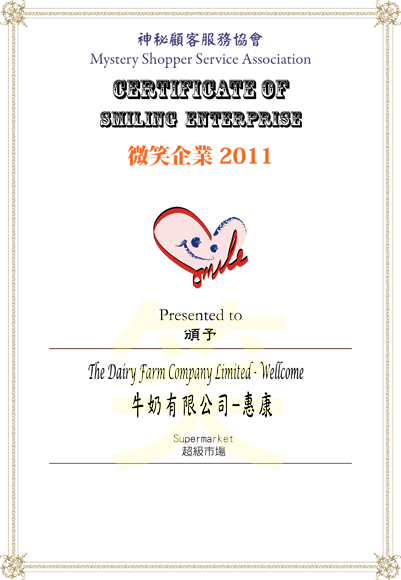 神秘顧客服務協會
Mystery Shopper Service Association
CERTIFICATE OF
SMILING ENTERPRISE
微笑企業 2011
Smile
Presented to
頒予
笑
The Dairy Farm Company Limited - Wellcome
牛奶有限公司-惠康
Supermarket
超級市場